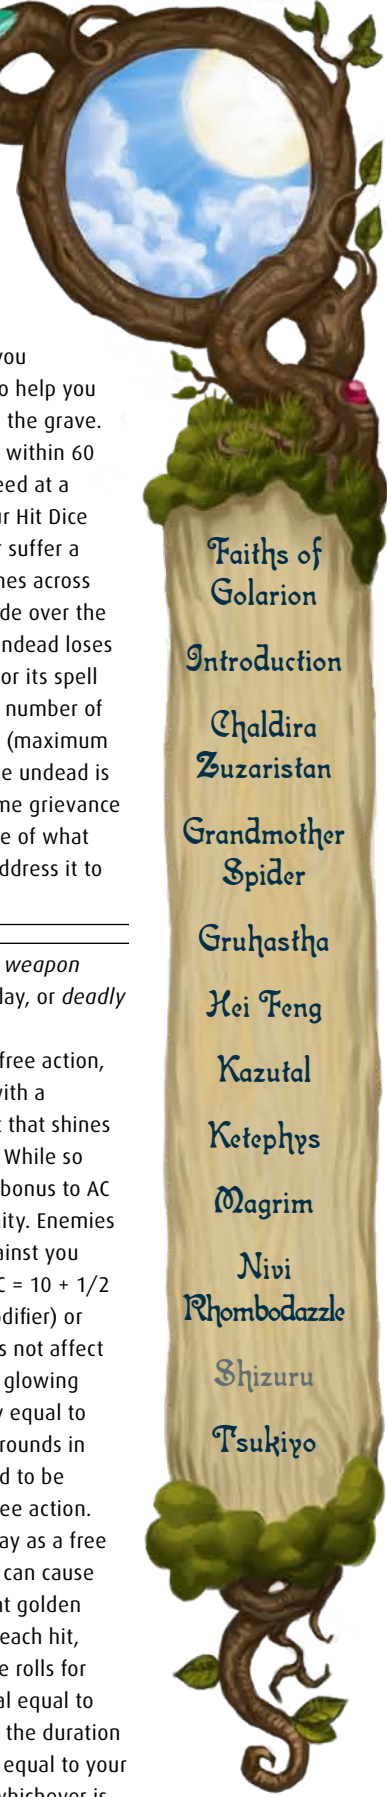 you
o help you
the grave.
within 60
eed at a
ur Hit Dice
r suffer a
nes across
de over the
undead loses
or its spell
number of
(maximum
e undead is
me grievance
e of what
ddress it to
weapon
day, or deadly
free action,
with a
t that shines
While so
bonus to AC
ity. Enemies
ainst you
C = 10 + 1/2
odifier) or
s not affect
glowing
y equal to
rounds in
d to be
ee action.
ay as a free
can cause
nt golden
each hit,
e rolls for
al equal to
the duration
equal to your
whichever is
Faiths of
Golarion
Introduction
Chaldira
Zuzaristan
Grandmother
Spider
Gruhastha
Hei Feng
Kazutal
Ketephys
Magrim
Nivi
Rhombodazzle
Shizuru
Tsukiyo